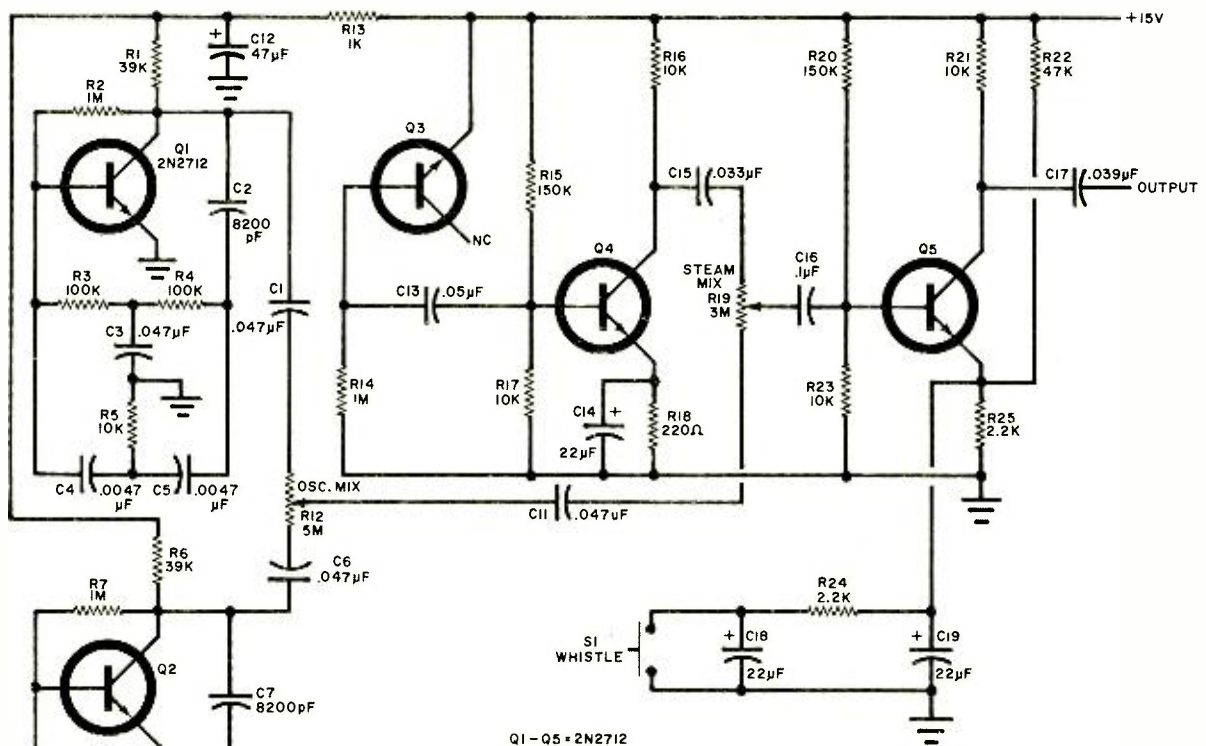 +15V
R1
39K
+
C12
47µF
R13
1K
R16
10K
R20
150K
R21
10K
R22
47K
R2
1M
Q1
2N2712
C2
8200
pF
Q3
NC
R15
150K
C15
.033µF
C17
.039µF
OUTPUT
R3
100K
R4
100K
C1
.047µF
C3
.047µF
C13
.05µF
Q4
STEAM
MIX
R19
3M
C16
.1µF
Q5
R5
10K
R14
1M
R17
10K
C14
+
22µF
R18
220Ω
R23
10K
R25
2.2K
C4
.0047
µF
C5
.0047
µF
OSC. MIX
R12
5M
C11
.047uF
R6
39K
C6
.047µF
R7
1M
Q2
C7
8200pF
S1
WHISTLE
+
C18
22µF
R24
2.2K
+
C19
22µF
Q1-Q5=2N2712